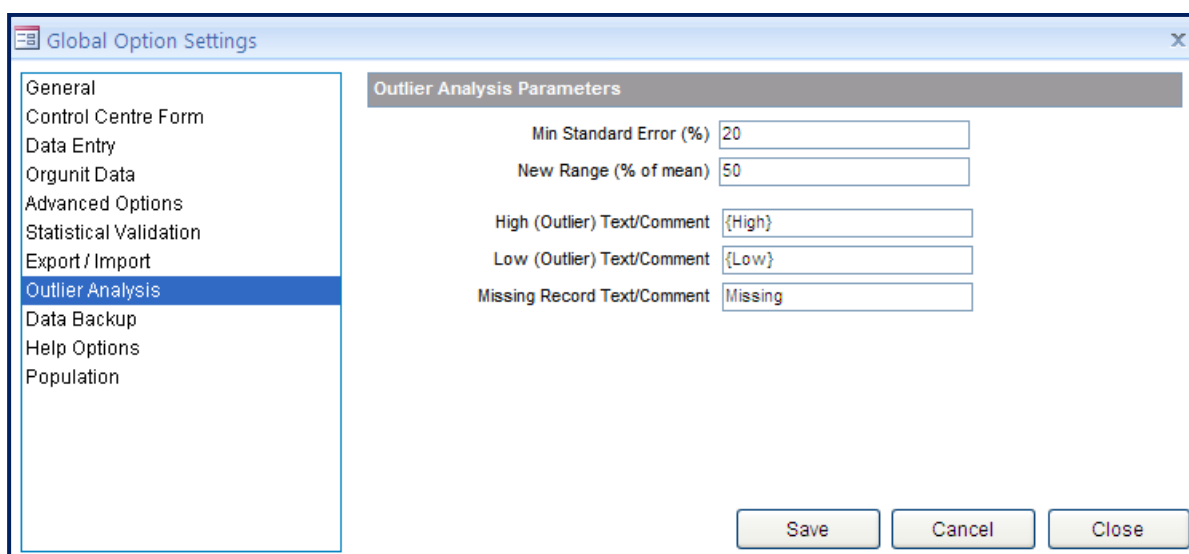 Global Option Settings
x
General
Control Centre Form
Data Entry
Orgunit Data
Advanced Options
Statistical Validation
Export / Import
Outlier Analysis
Data Backup
Help Options
Population
Outlier Analysis Parameters
Min Standard Error (%) 20
New Range (% of mean) 50
High (Outlier) Text/Comment {High}
Low (Outlier) Text/Comment {Low}
Missing Record Text/Comment Missing
Save Cancel Close